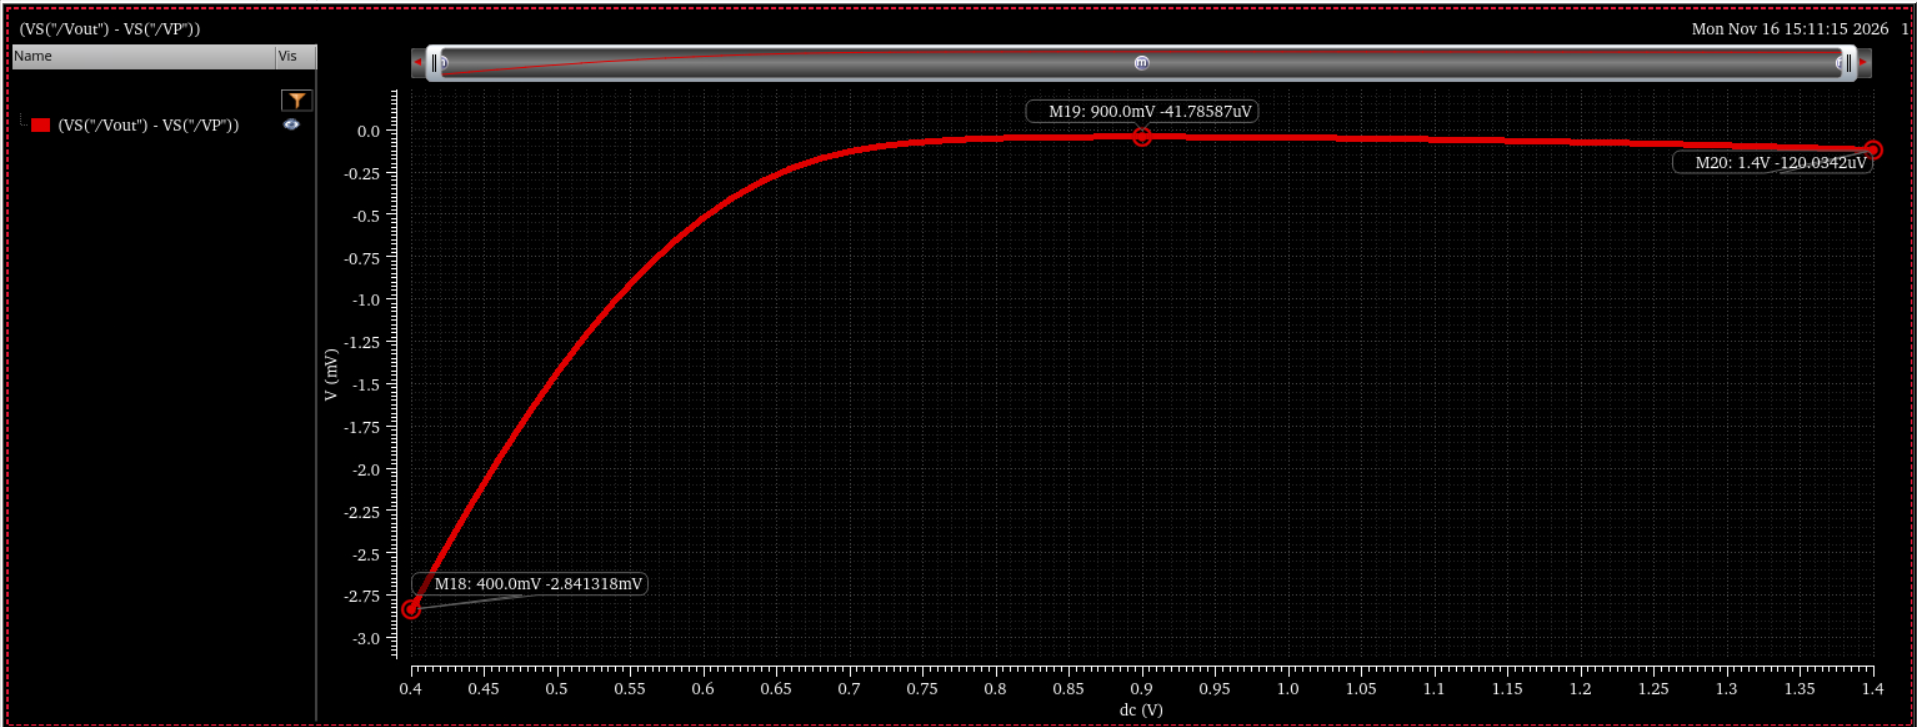 (VS("/Vout") - VS("/VP"))
Mon Nov 16 15:11:15 2026 1
Name Vis
(VS("/Vout") - VS("/VP"))
M19: 900.0mV -41.78587uV
M20: 1.4V -120.0342uV
M18: 400.0mV -2.841318mV
V (mV)
0.0
-0.25
-0.5
-0.75
-1.0
-1.25
-1.5
-1.75
-2.0
-2.25
-2.5
-2.75
-3.0
0.4 0.45 0.5 0.55 0.6 0.65 0.7 0.75 0.8 0.85 0.9 0.95 1.0 1.05 1.1 1.15 1.2 1.25 1.3 1.35 1.4
dc (V)